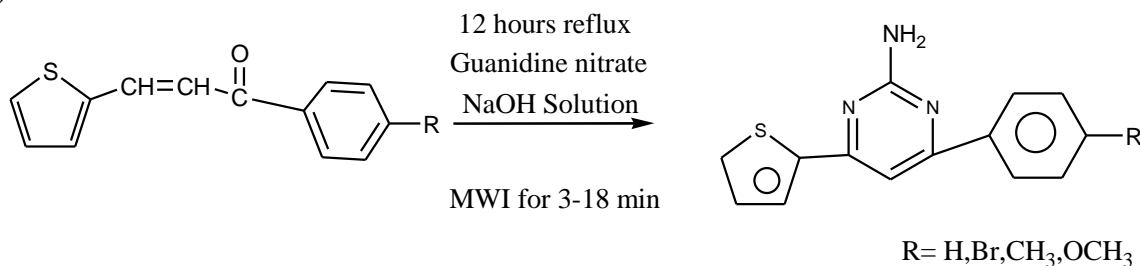 12 hours reflux
Guanidine nitrate
NaOH Solution
MWI for 3-18 min
S
CH=CH
O
C
R
NH2
N
N
S
R
R= H,Br,CH3,OCH3